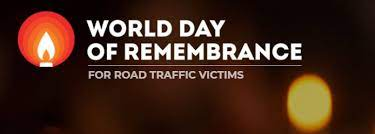 WORLD DAY
OF REMEMBRANCE
FOR ROAD TRAFFIC VICTIMS